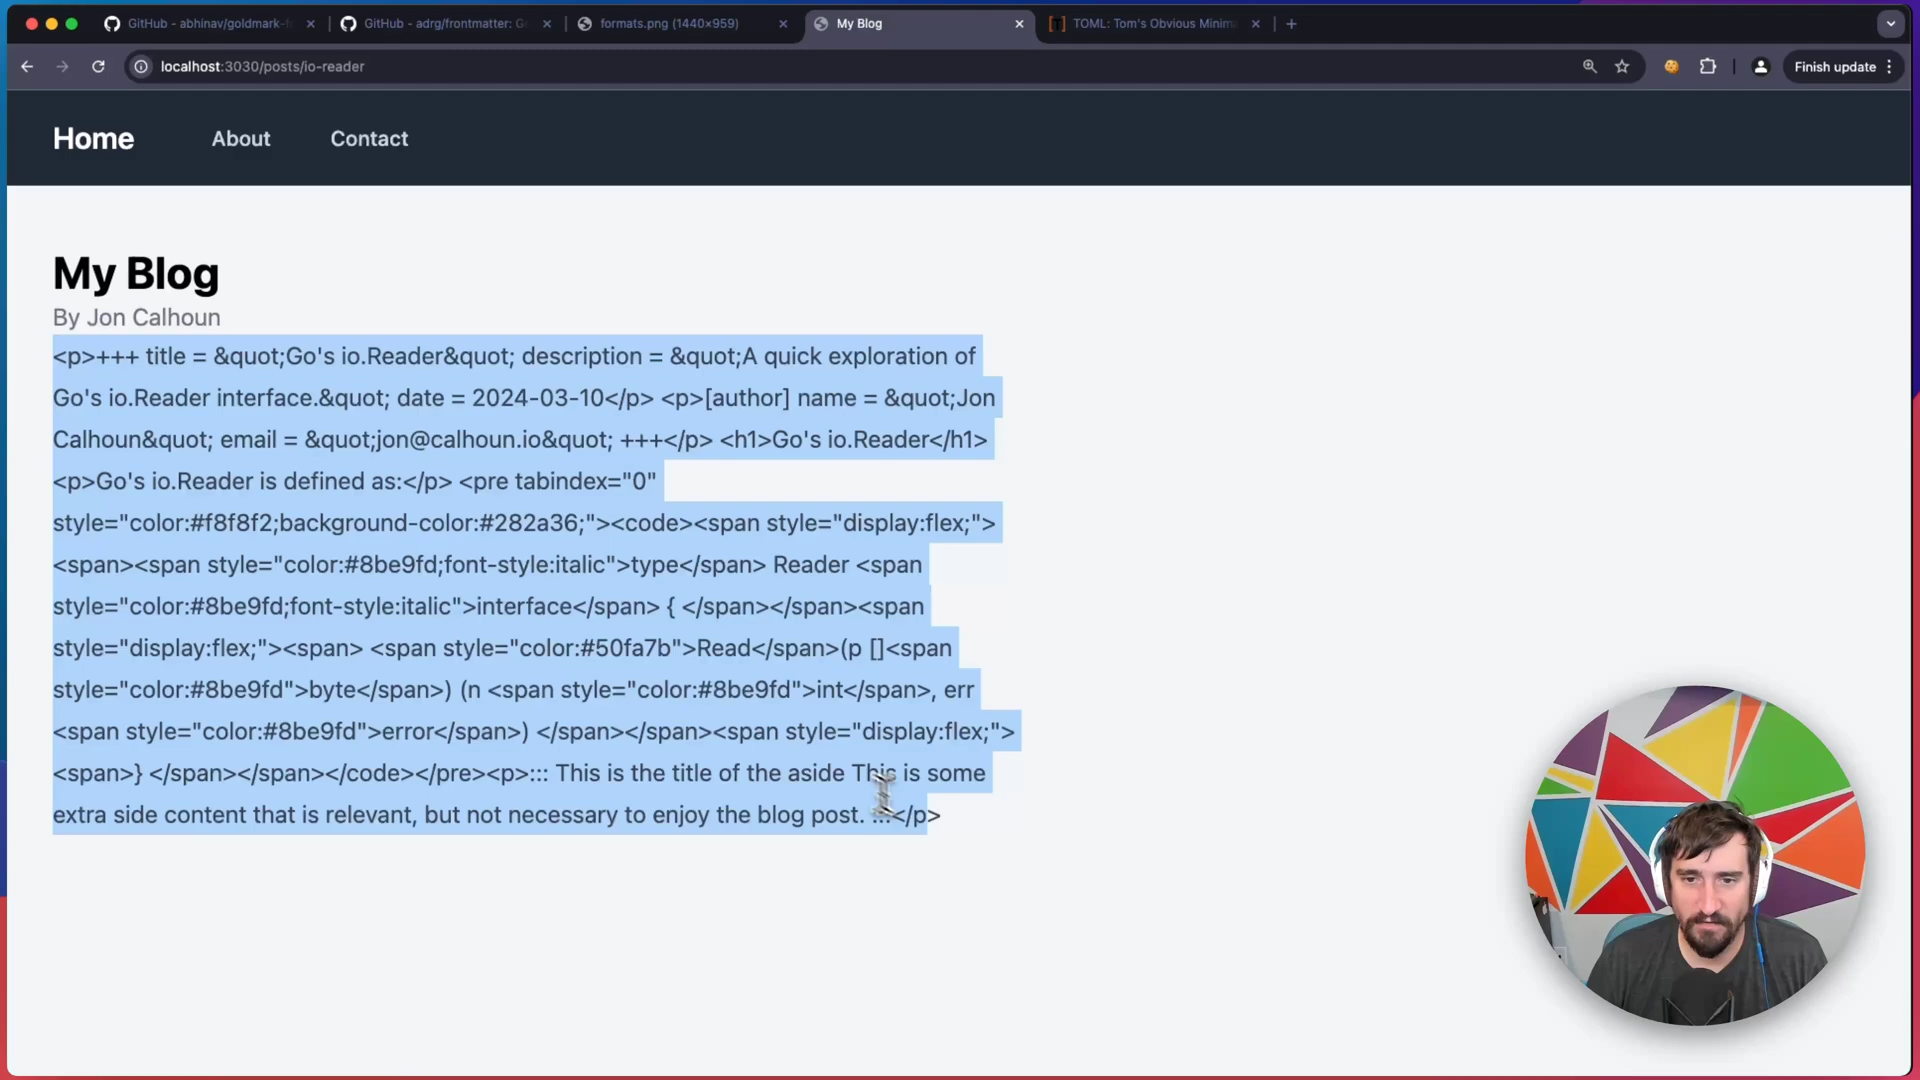 GitHub - abhinav/goldmark-fr
GitHub - adrg/frontmatter: Go
formats.png (1440×959)
My Blog
TOML: Tom's Obvious Minim
localhost:3030/posts/io-reader
Finish update
Home
About
Contact
My Blog
By Jon Calhoun
<p>+++ title = &quot;Go's io.Reader&quot; description = &quot;A quick exploration of
Go's io.Reader interface.&quot; date = 2024-03-10</p> <p>[author] name = &quot;Jon
Calhoun&quot; email = &quot;jon@calhoun.io&quot; +++</p> <h1>Go's io.Reader</h1>
<p>Go's io.Reader is defined as:</p> <pre tabindex="0"
style="color:#f8f8f2;background-color:#282a36;"><code><span style="display:flex;">
<span><span style="color:#8be9fd;font-style:italic">type</span> Reader <span
style="color:#8be9fd;font-style:italic">interface</span> { </span></span><span
style="display:flex;"><span> <span style="color:#50fa7b">Read</span>(p []<span
style="color:#8be9fd">byte</span>) (n <span style="color:#8be9fd">int</span>, err
<span style="color:#8be9fd">error</span>) </span></span><span style="display:flex;">
<span>} </span></span></code></pre><p>::: This is the title of the aside This is some
extra side content that is relevant, but not necessary to enjoy the blog post. :::</p>